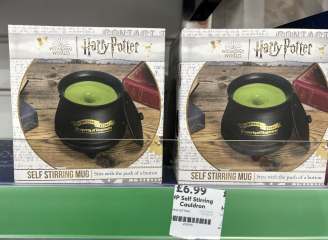 WIZARDING WORLD
Harry Potter
SELF STIRRING MUG
Stirs with the push of a button
WIZARDING WORLD
Harry Potter
SELF STIRRING MUG
Stirs with the push of a button
£6.99
HP Self Stirring
Cauldron